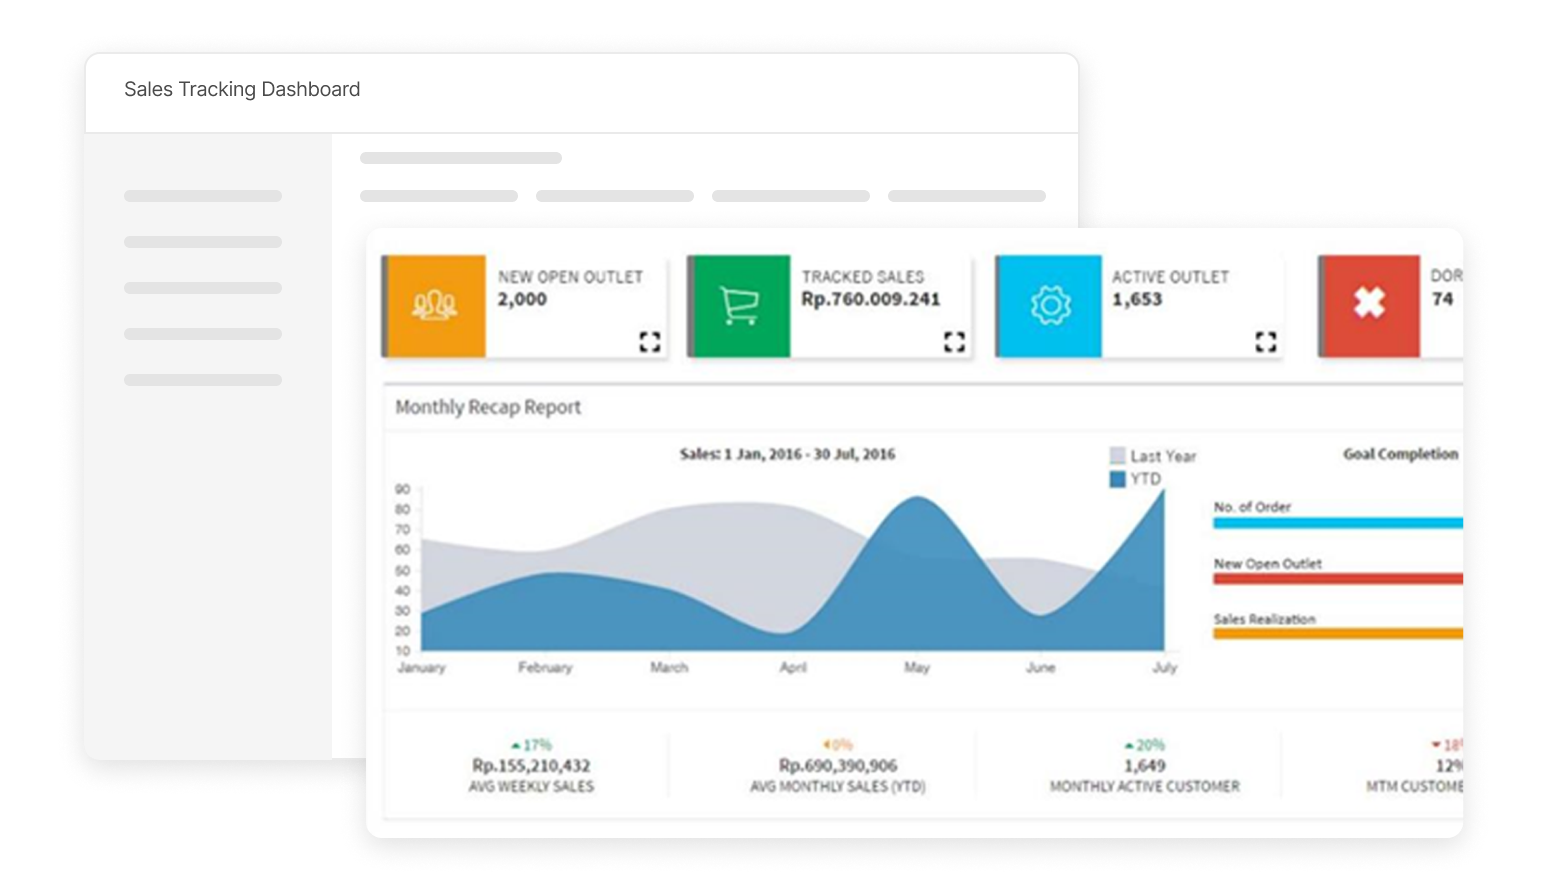 Sales Tracking Dashboard
NEW OPEN OUTLET
2,000
TRACKED SALES
Rp.760.009.241
ACTIVE OUTLET
1,653
DOR
74
Monthly Recap Report
Sales: 1 Jan, 2016 - 30 Jul, 2016
Last Year
YTD
90
80
70
60
50
40
30
20
10
January February March April May June July
Goal Completion
No. of Order
New Open Outlet
Sales Realization
17%
Rp.155,210,432
AVG WEEKLY SALES
0%
Rp.690,390,906
AVG MONTHLY SALES (YTD)
20%
1,649
MONTHLY ACTIVE CUSTOMER
18
12%
MTM CUSTOME